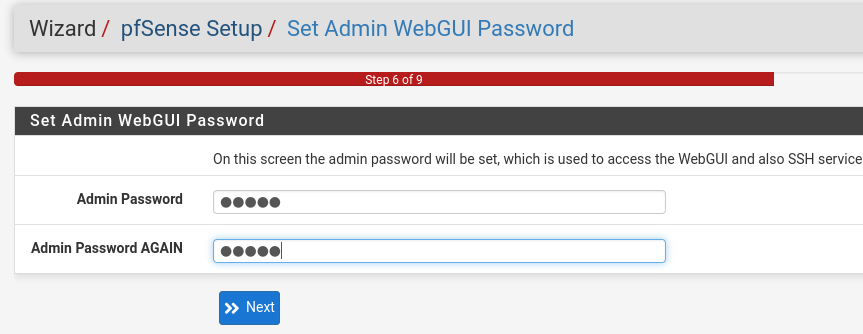 Wizard / pfSense Setup / Set Admin WebGUI Password
Step 6 of 9
Set Admin WebGUI Password
On this screen the admin password will be set, which is used to access the WebGUI and also SSH service
Admin Password ●●●●●
Admin Password AGAIN ●●●●●
Next